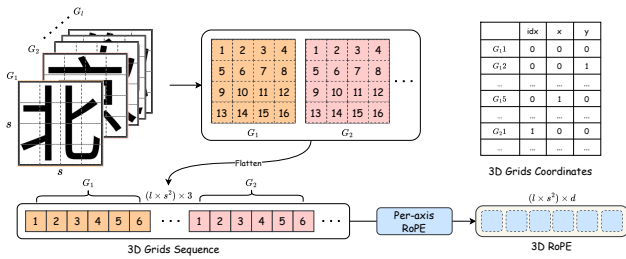 G_l
G_2
G_1
北
s
s
1 2 3 4
5 6 7 8
9 10 11 12
13 14 15 16
G_1
1 2 3 4
5 6 7 8
9 10 11 12
13 14 15 16
G_2
...
idx x y
G_1 1 0 0 0
G_1 2 0 0 1
... ... ... ...
G_1 5 0 1 0
... ... ... ...
G_2 1 1 0 0
... ... ...
3D Grids Coordinates
Flatten
G_1
(l × s²) × 3
G_2
1 2 3 4 5 6 ... 1 2 3 4 5 6 ...
3D Grids Sequence
Per-axis
RoPE
(l × s²) × d
3D RoPE